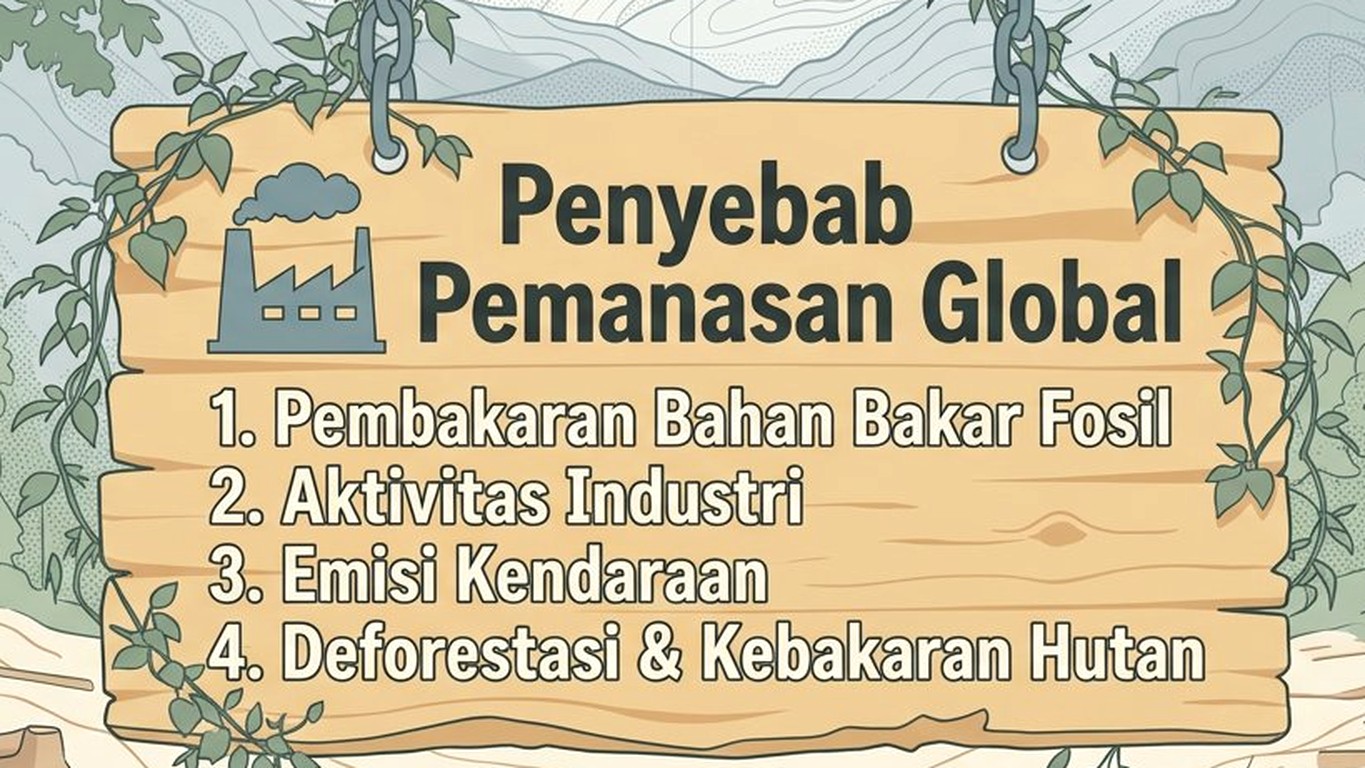 Penyebab
Pemanasan Global
1. Pembakaran Bahan Bakar Fosil
2. Aktivitas Industri
3. Emisi Kendaraan
4. Deforestasi & Kebakaran Hutan